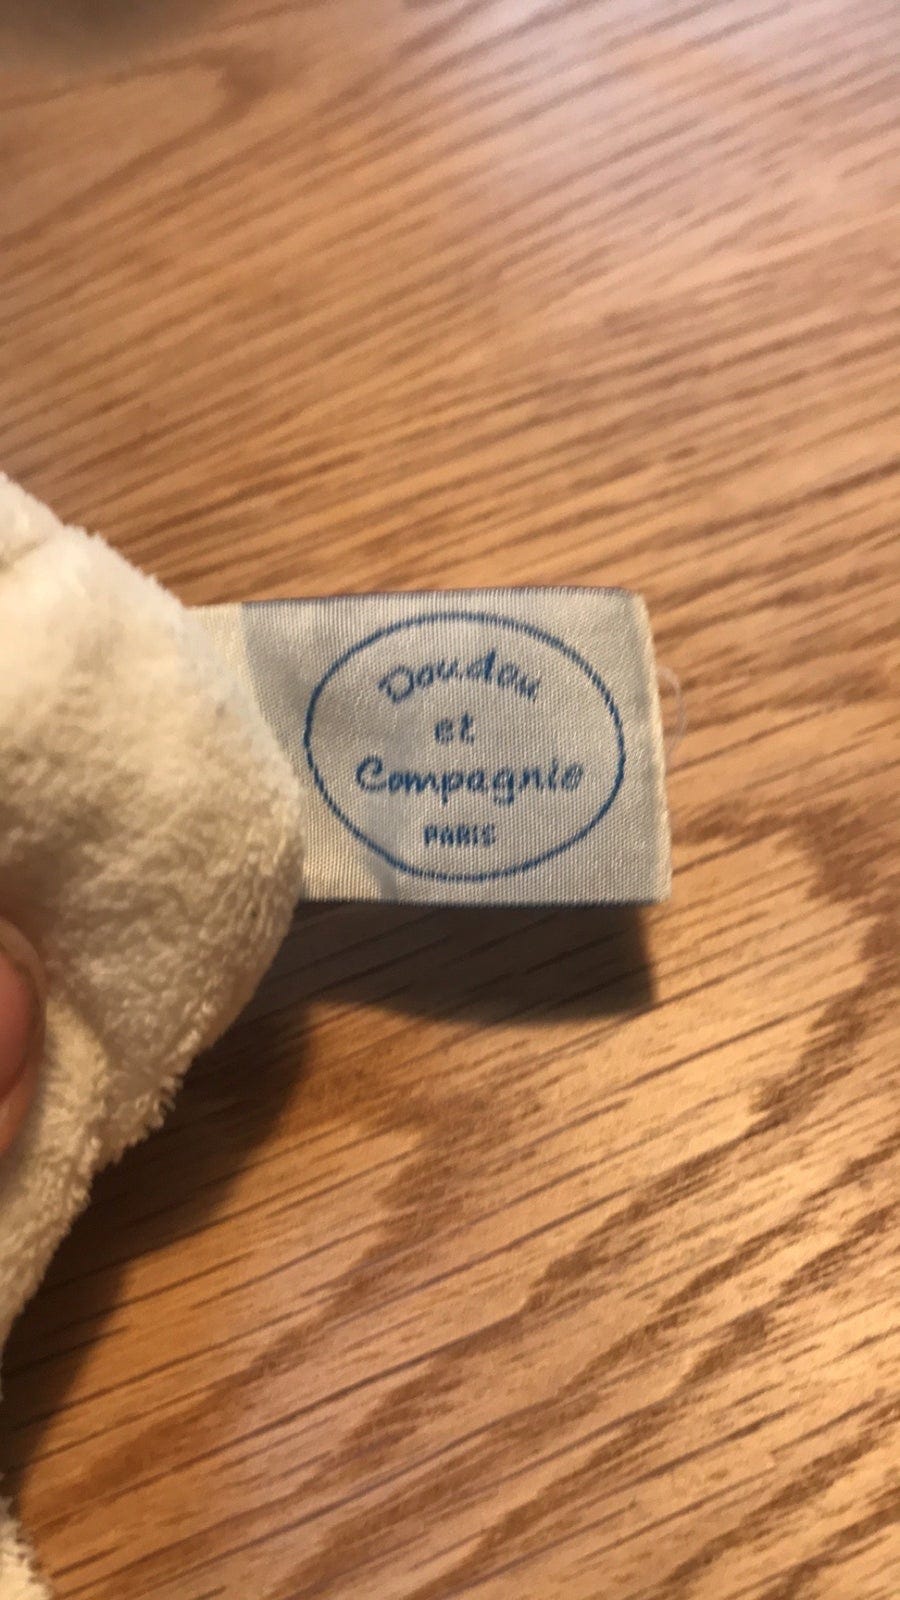 Doudou
et
Compagnie
PARIS